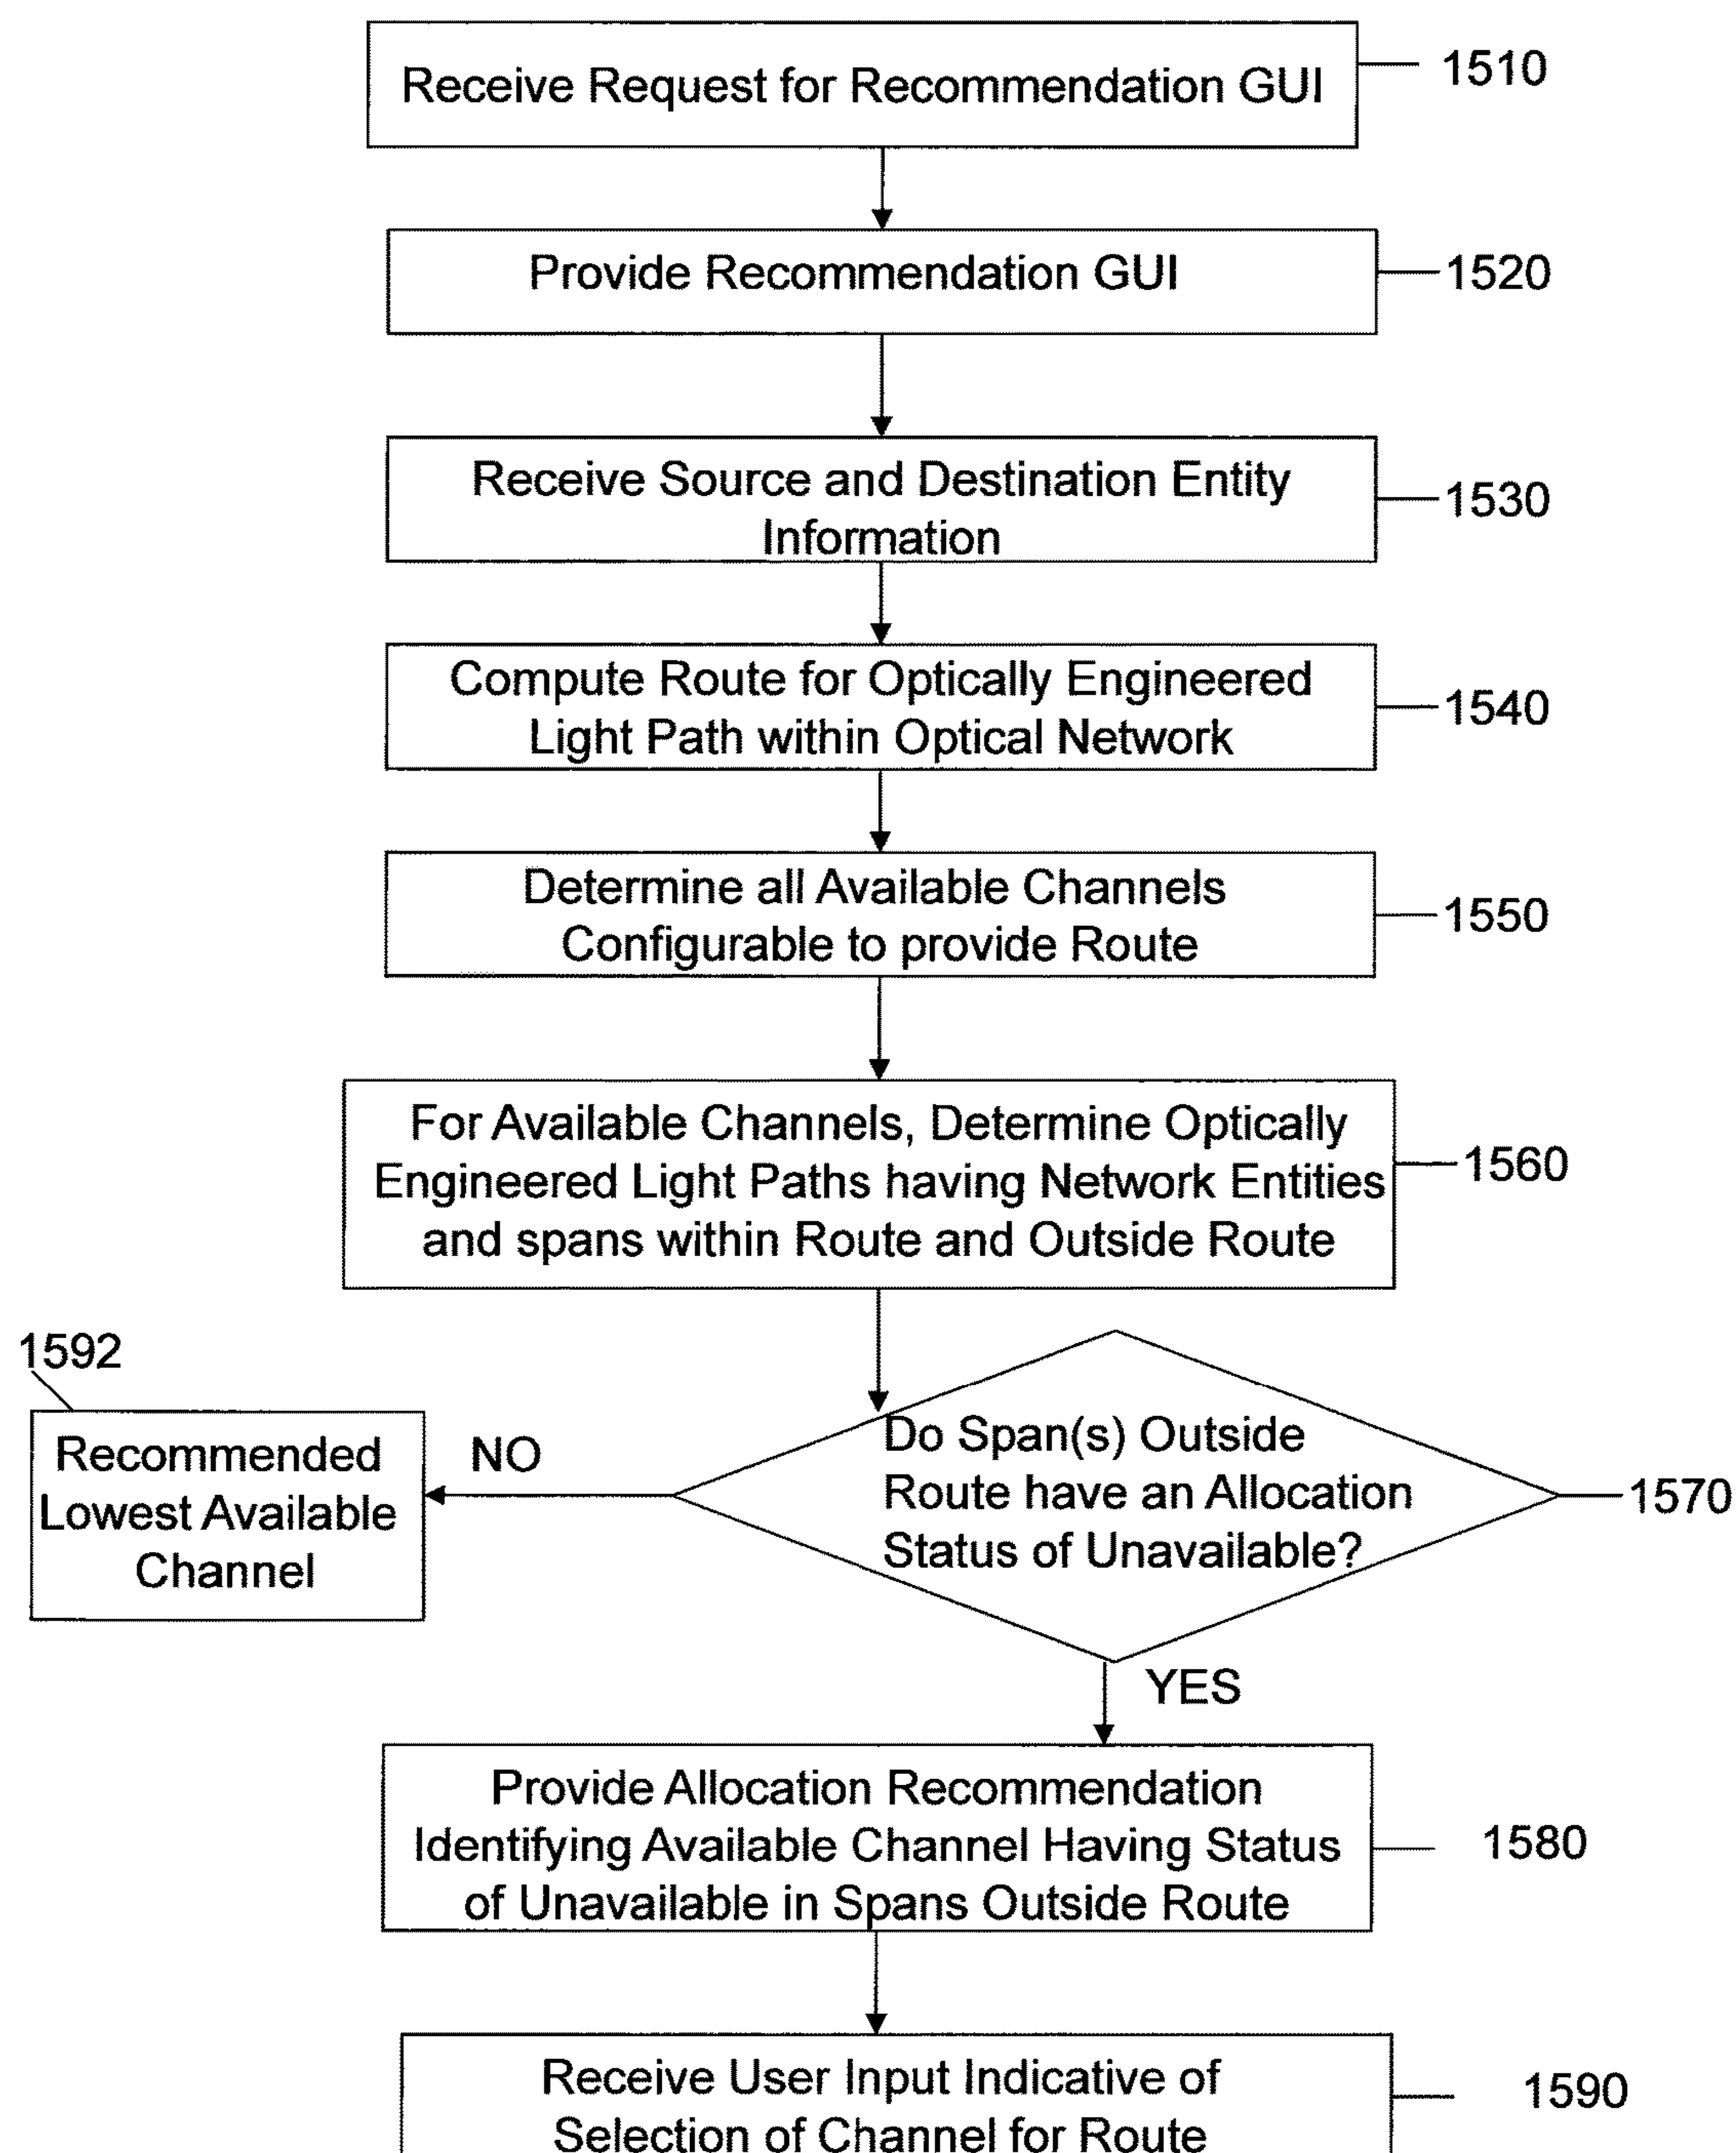 Receive Request for Recommendation GUI
1510
Provide Recommendation GUI
1520
Receive Source and Destination Entity
Information
1530
Compute Route for Optically Engineered
Light Path within Optical Network
1540
Determine all Available Channels
Configurable to provide Route
1550
For Available Channels, Determine Optically
Engineered Light Paths having Network Entities
and spans within Route and Outside Route
1560
1592
Recommended
Lowest Available
Channel
NO
Do Span(s) Outside
Route have an Allocation
Status of Unavailable?
1570
YES
Provide Allocation Recommendation
Identifying Available Channel Having Status
of Unavailable in Spans Outside Route
1580
Receive User Input Indicative of
Selection of Channel for Route
1590